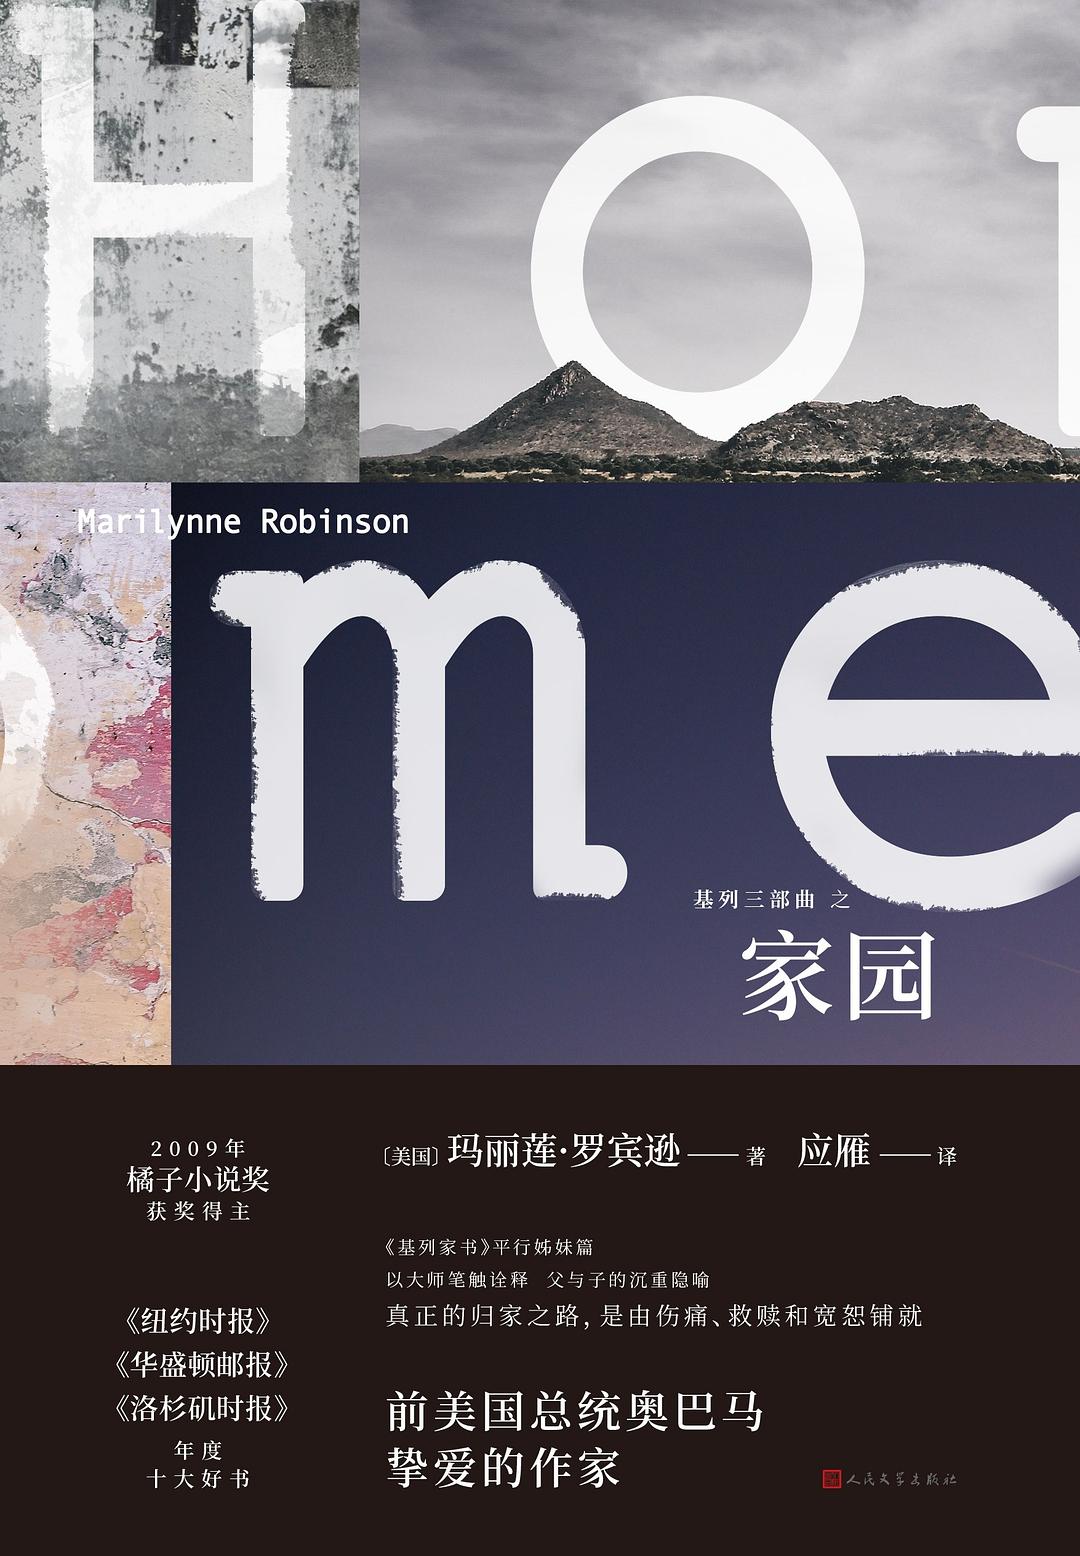 Ho
Marilynne Robinson
me
基列三部曲 之
家园
2009年
橘子小说奖
获奖得主
《纽约时报》
《华盛顿邮报》
《洛杉矶时报》
年度
十大好书
〔美国〕玛丽莲·罗宾逊——著 应雁——译
《基列家书》平行姊妹篇
以大师笔触诠释 父与子的沉重隐喻
真正的归家之路，是由伤痛、救赎和宽恕铺就
前美国总统奥巴马
挚爱的作家
人民文学出版社